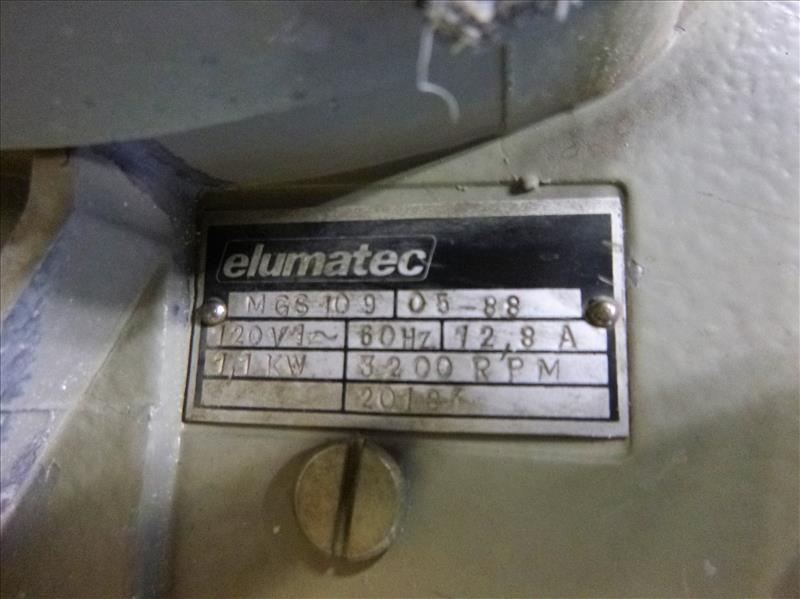 elumatec
MGS 109 05-88
120V1~ 60Hz 12,8 A
1,1 KW 3200 RPM